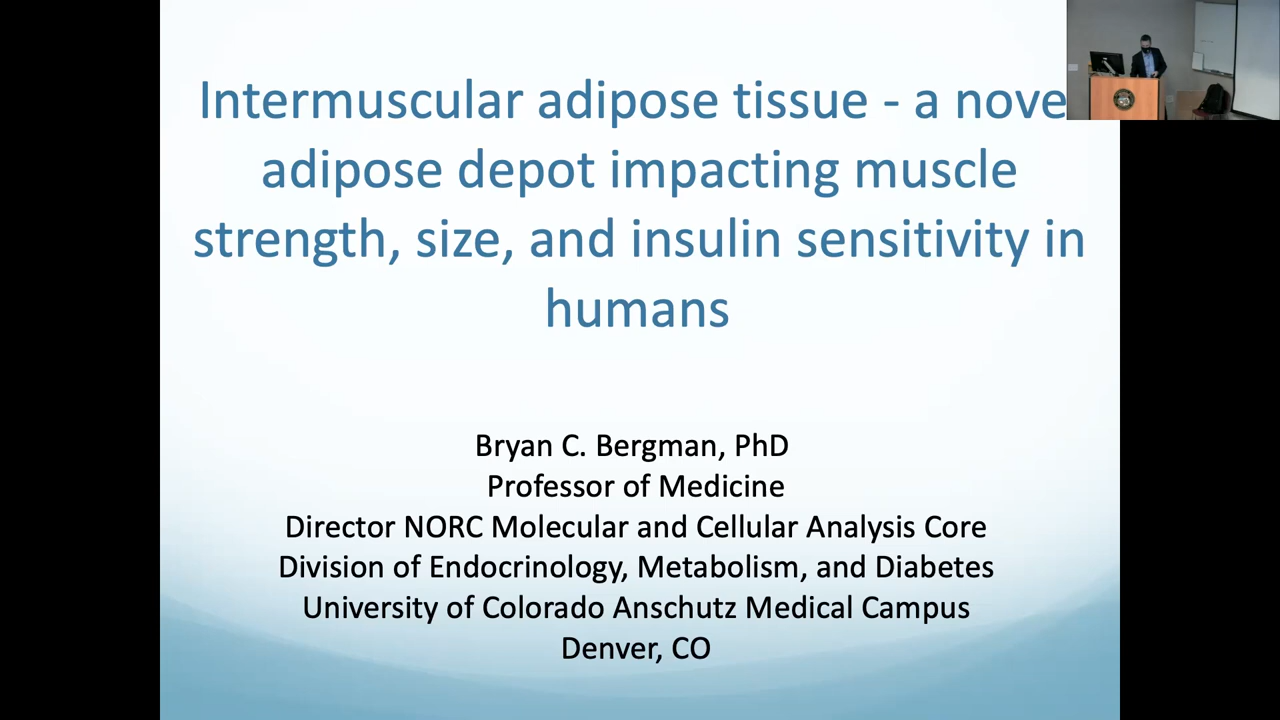 Intermuscular adipose tissue - a nove
adipose depot impacting muscle
strength, size, and insulin sensitivity in
humans
Bryan C. Bergman, PhD
Professor of Medicine
Director NORC Molecular and Cellular Analysis Core
Division of Endocrinology, Metabolism, and Diabetes
University of Colorado Anschutz Medical Campus
Denver, CO